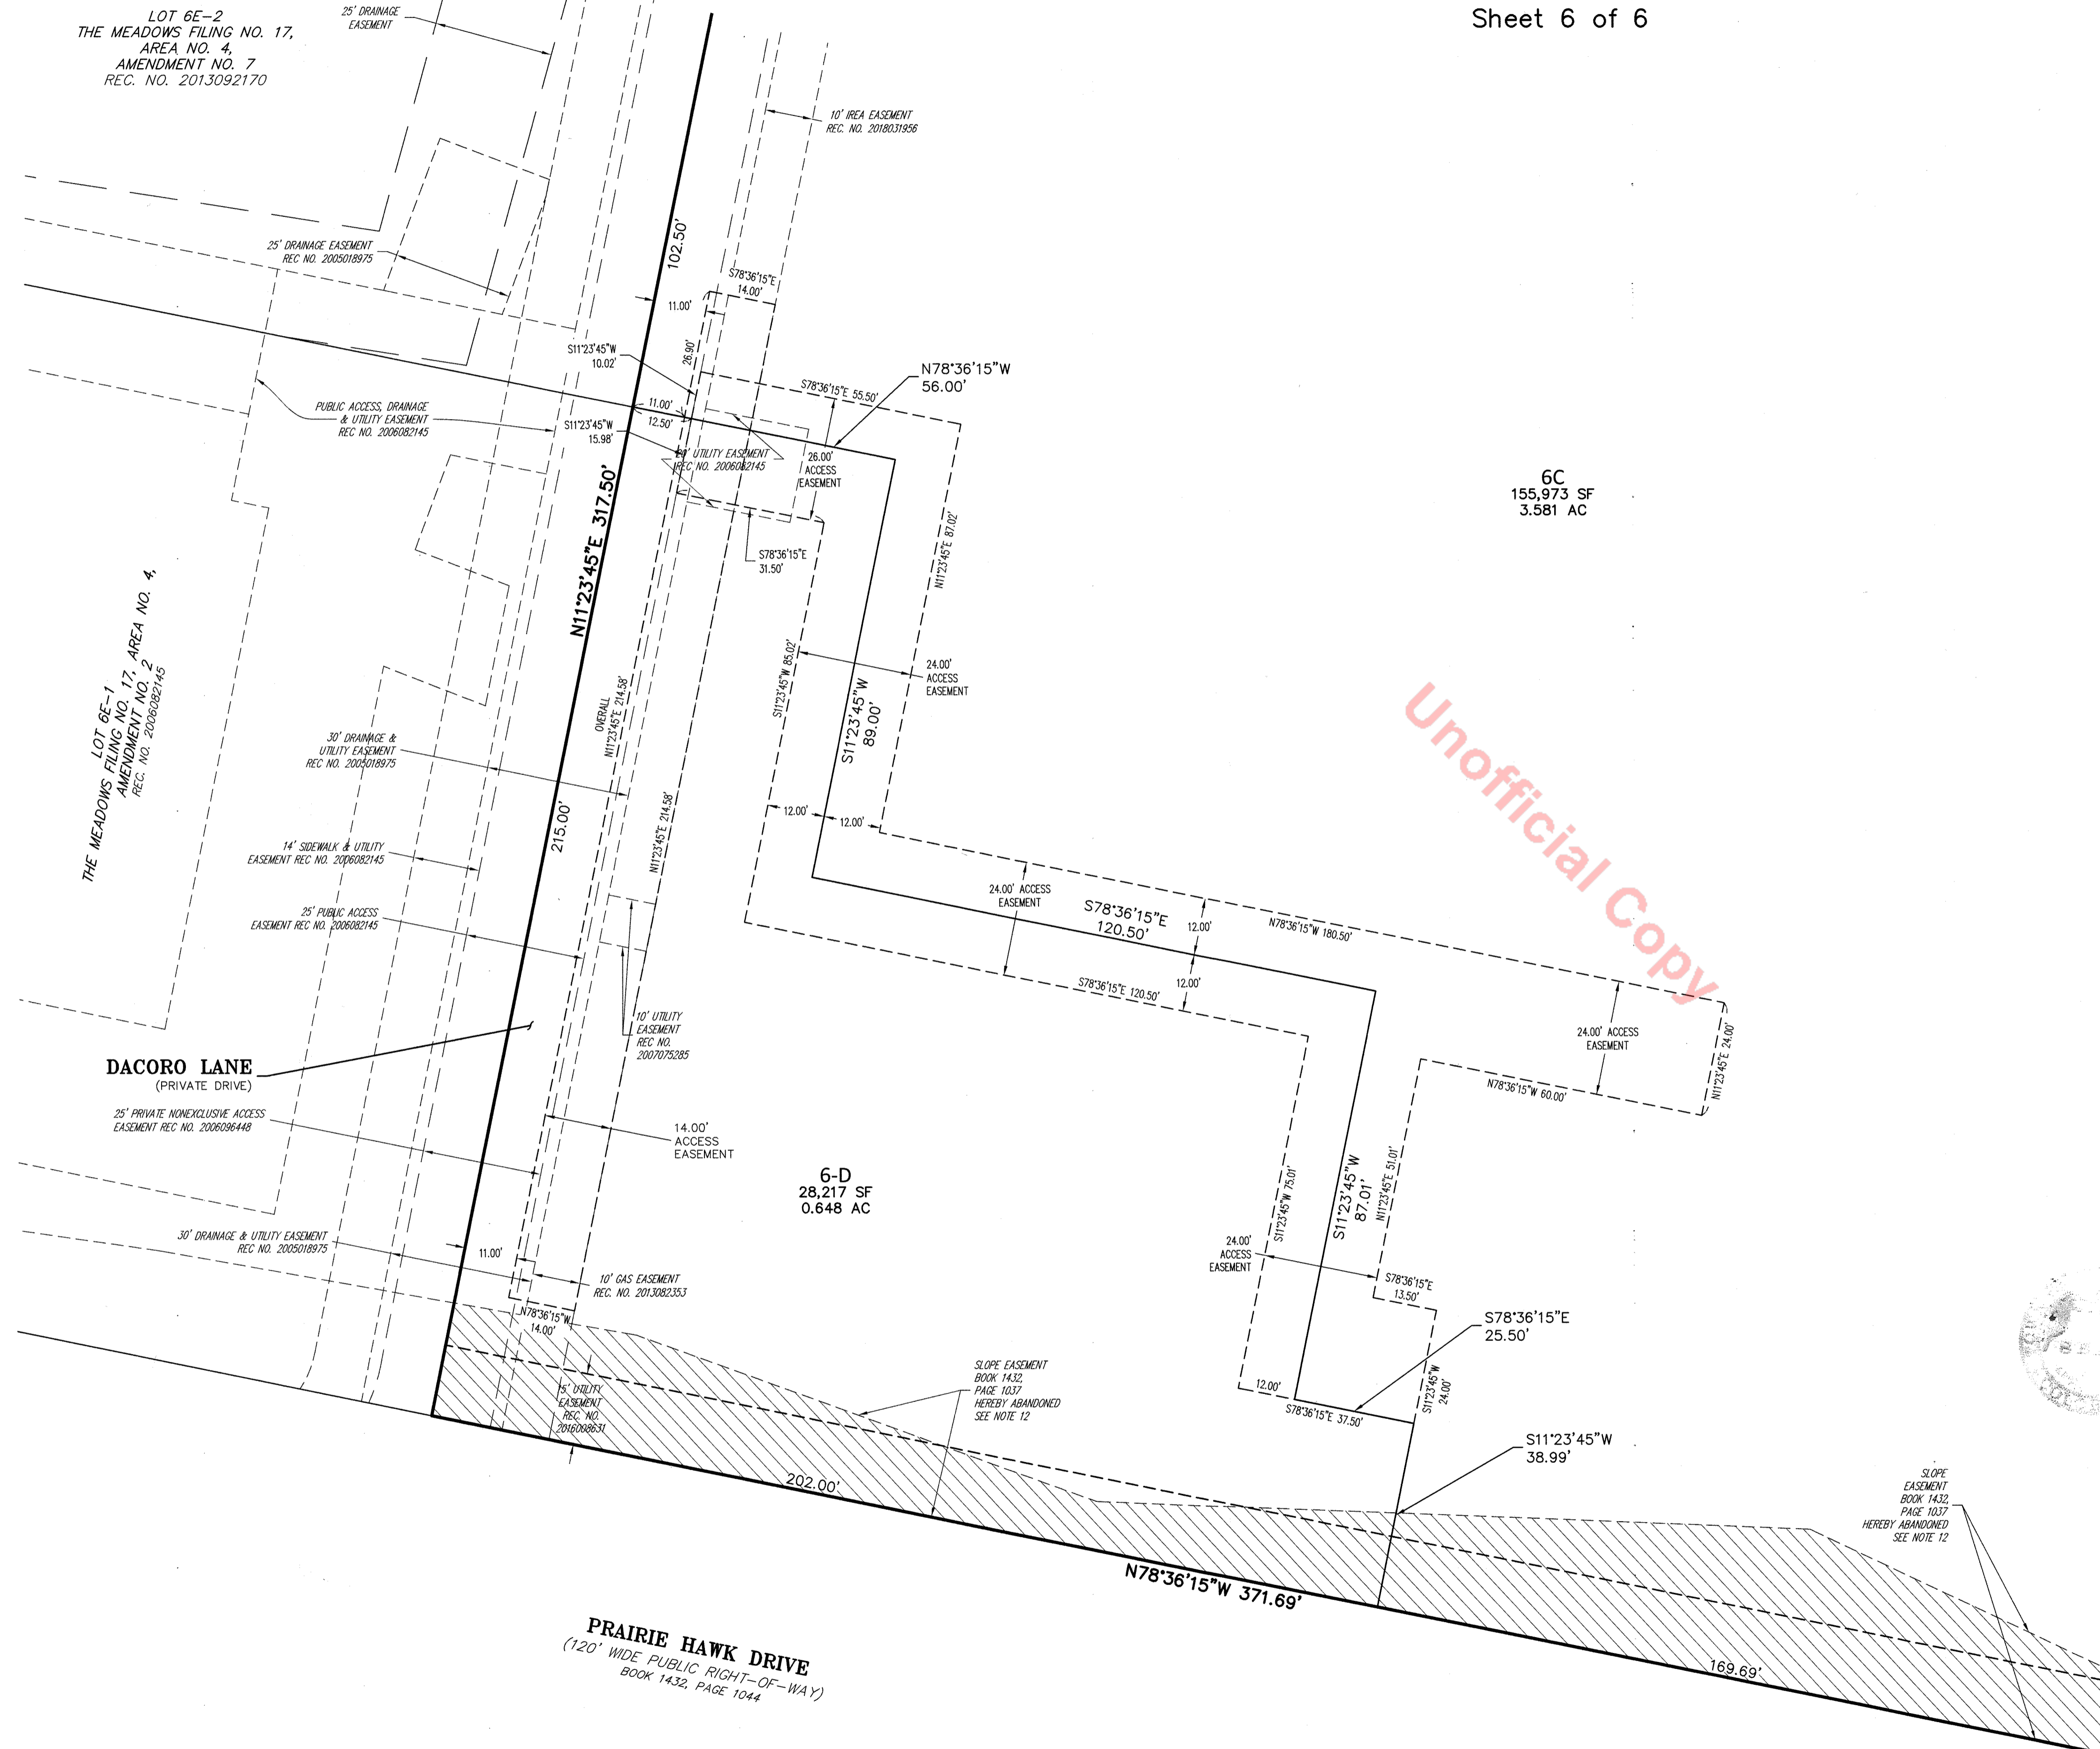 Sheet 6 of 6
LOT 6E-2
THE MEADOWS FILING NO. 17,
AREA NO. 4,
AMENDMENT NO. 7
REC. NO. 2013092170
25' DRAINAGE
EASEMENT
10' IREA EASEMENT
REC. NO. 2018031956
25' DRAINAGE EASEMENT
REC NO. 2005018975
102.50'
S78°36'15"E
14.00'
11.00'
26.90'
S11°23'45"W
10.02'
N78°36'15"W
56.00'
S78°36'15"E 55.50'
PUBLIC ACCESS, DRAINAGE
& UTILITY EASEMENT
REC NO. 2006082145
11.00'
12.50'
S11°23'45"W
15.98'
20' UTILITY EASEMENT
REC NO. 2006082145
26.00'
ACCESS
EASEMENT
6C
155,973 SF
3.581 AC
N11°23'45"E 317.50'
S78°36'15"E
31.50'
N11°23'45"E 87.02'
LOT 6E-1
THE MEADOWS FILING NO. 17, AREA NO. 4,
AMENDMENT NO. 2
REC. NO. 2006082145
S11°23'45"W 85.02'
24.00'
ACCESS
EASEMENT
S11°23'45"W
89.00'
OVERALL
N11°23'45"E 214.58'
30' DRAINAGE &
UTILITY EASEMENT
REC NO. 2005018975
Unofficial Copy
215.00'
N11°23'45"E 214.58'
12.00'
12.00'
14' SIDEWALK & UTILITY
EASEMENT REC NO. 2006082145
24.00' ACCESS
EASEMENT
S78°36'15"E
120.50'
12.00'
N78°36'15"W 180.50'
25' PUBLIC ACCESS
EASEMENT REC NO. 2006082145
12.00'
S78°36'15"E 120.50'
24.00' ACCESS
EASEMENT
N11°23'45"E 24.00'
10' UTILITY
EASEMENT
REC NO.
2007075285
DACORO LANE
(PRIVATE DRIVE)
N78°36'15"W 60.00'
25' PRIVATE NONEXCLUSIVE ACCESS
EASEMENT REC NO. 2006096448
14.00'
ACCESS
EASEMENT
6-D
28,217 SF
0.648 AC
S11°23'45"W 75.01'
S11°23'45"W
87.01'
N11°23'45"E 51.01'
30' DRAINAGE & UTILITY EASEMENT
REC NO. 2005018975
11.00'
24.00'
ACCESS
EASEMENT
10' GAS EASEMENT
REC. NO. 2013082353
S78°36'15"E
13.50'
N78°36'15"W
14.00'
S78°36'15"E
25.50'
S11°23'45"W
24.00'
12.00'
S78°36'15"E 37.50'
SLOPE EASEMENT
BOOK 1432,
PAGE 1037
HEREBY ABANDONED
SEE NOTE 12
15' UTILITY
EASEMENT
REC. NO.
2016008631
S11°23'45"W
38.99'
202.00'
SLOPE
EASEMENT
BOOK 1432,
PAGE 1037
HEREBY ABANDONED
SEE NOTE 12
N78°36'15"W 371.69'
169.69'
PRAIRIE HAWK DRIVE
(120' WIDE PUBLIC RIGHT-OF-WAY)
BOOK 1432, PAGE 1044